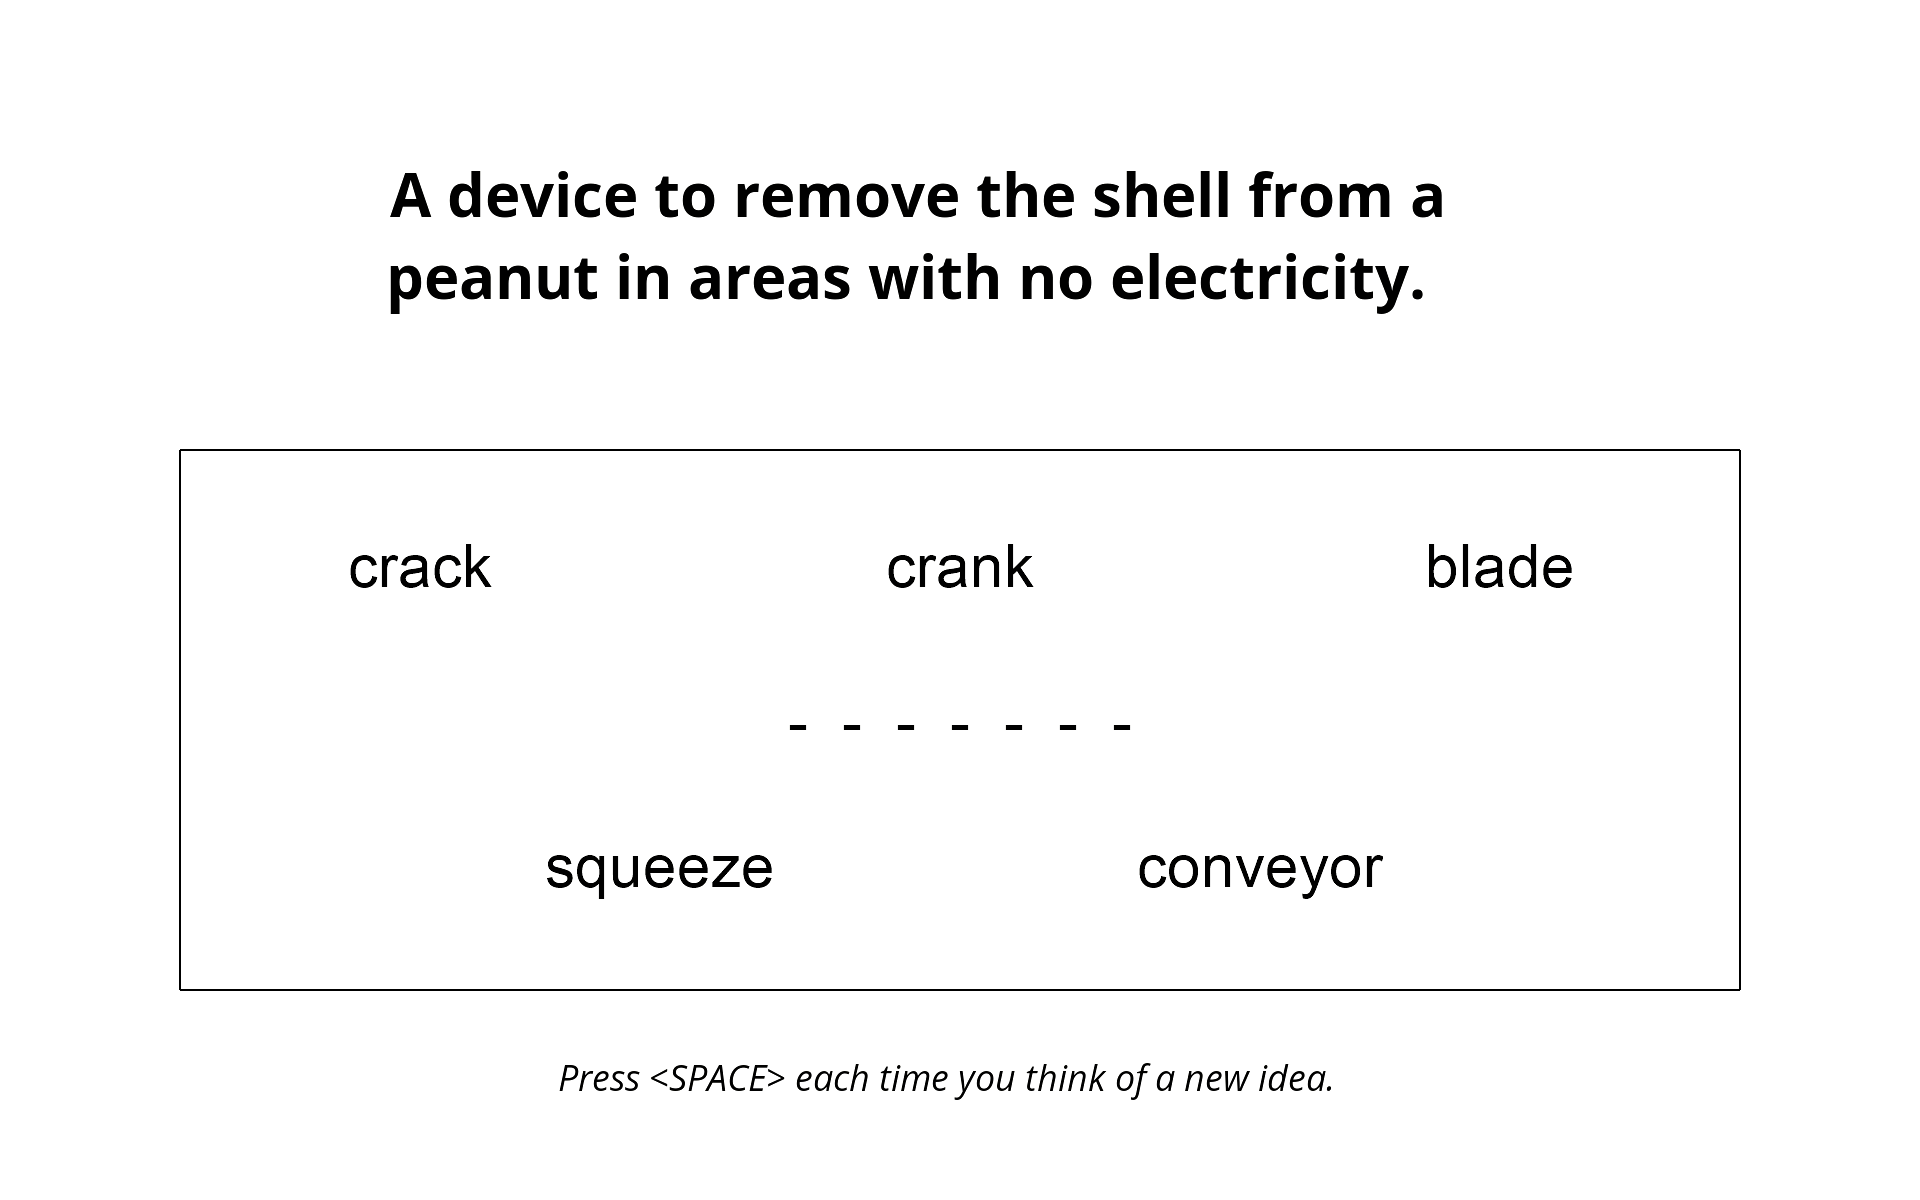 A device to remove the shell from a
peanut in areas with no electricity.
crack crank blade
- - - - - - -
squeeze conveyor
Press <SPACE> each time you think of a new idea.